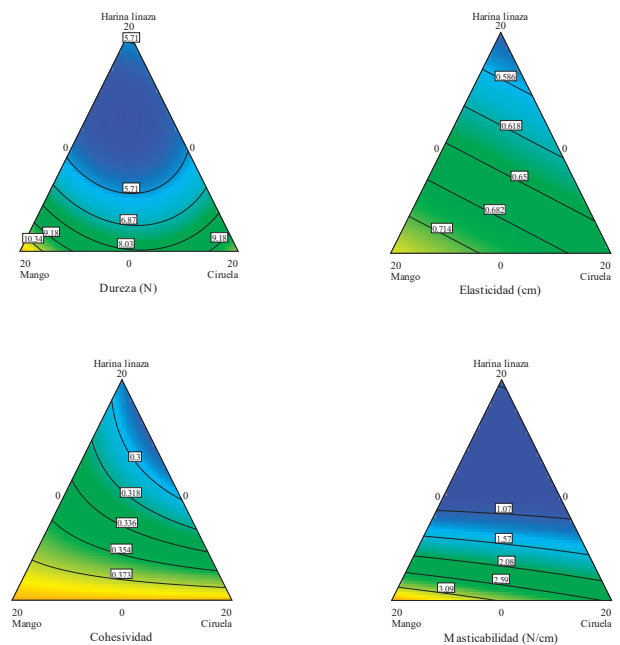 Harina linaza
20
5.71
0
0
5.71
6.87
9.18
10.34
8.03
9.18
20
0
20
Mango
Ciruela
Dureza (N)
Harina linaza
20
0.586
0.618
0
0
0.65
0.682
0.714
20
0
20
Mango
Ciruela
Elasticidad (cm)
Harina linaza
20
0.3
0
0
0.318
0.336
0.354
0.373
20
0
20
Mango
Ciruela
Cohesividad
Harina linaza
20
0
0
1.07
1.57
2.08
2.59
3.09
20
0
20
Mango
Ciruela
Masticabilidad (N/cm)